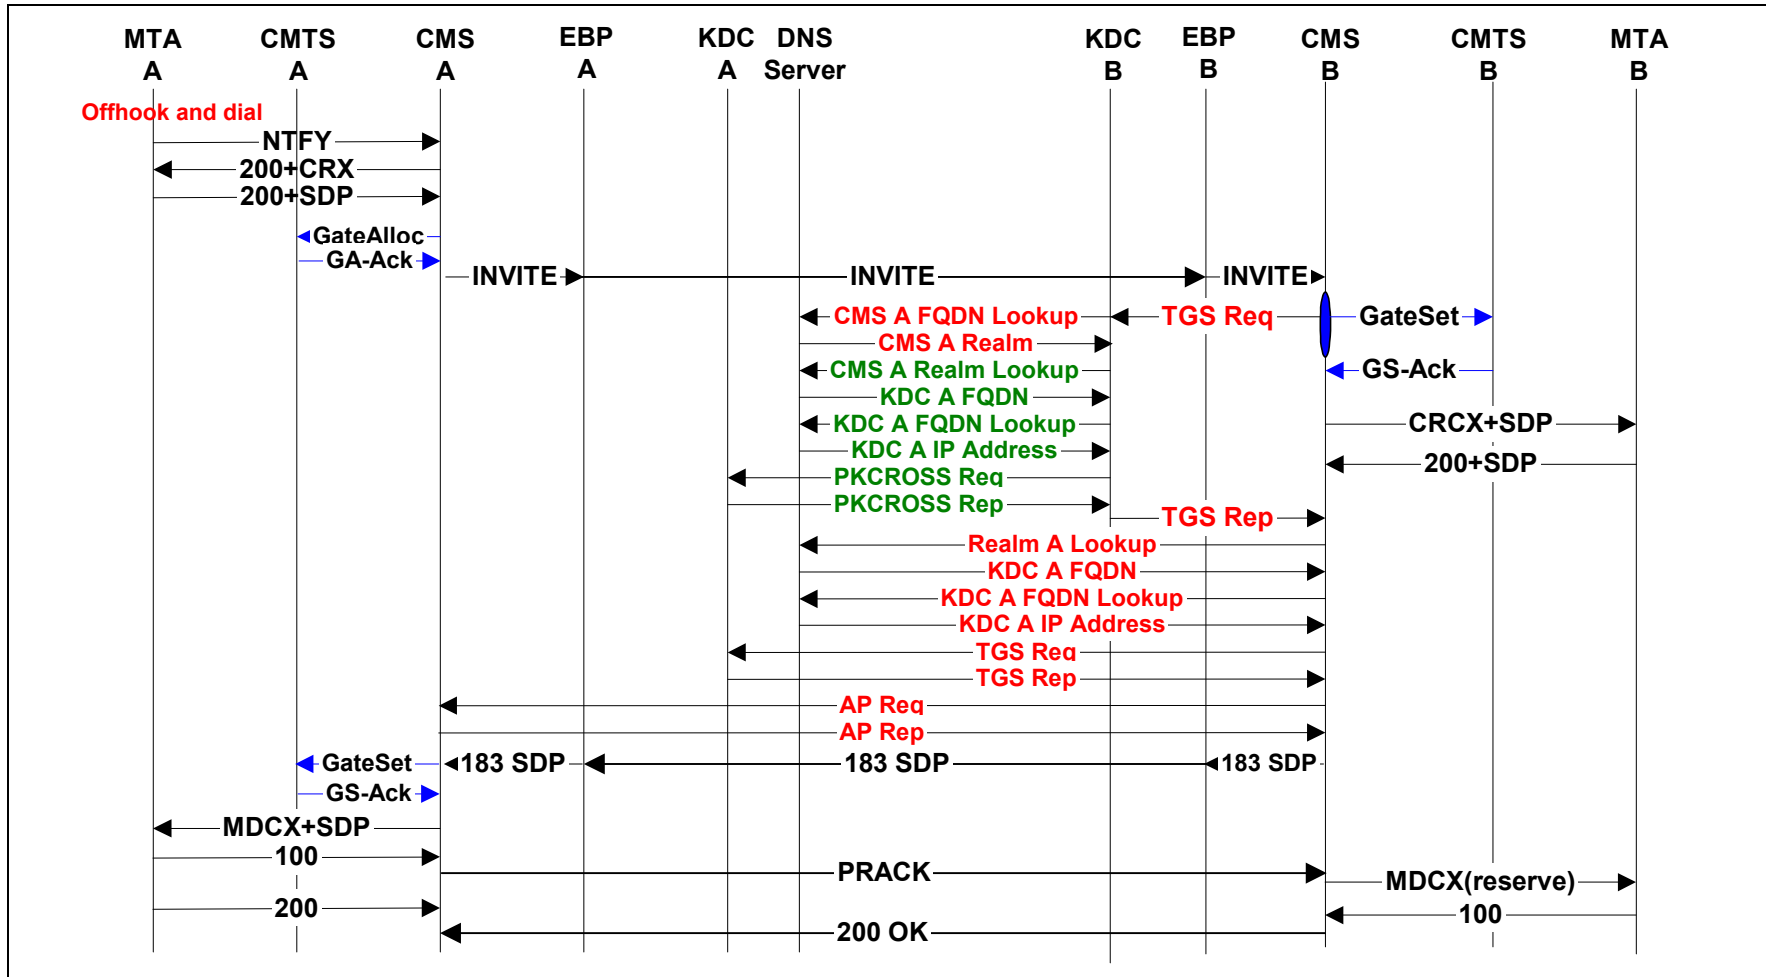 MTA CMTS CMS EBP KDC DNS KDC EBP CMS CMTS MTA
A A A A A Server B B B B B
Offhook and dial
NTFY
200+CRX
200+SDP
GateAlloc
GA-Ack
INVITE INVITE INVITE
CMS A FQDN Lookup TGS Req GateSet
CMS A Realm
CMS A Realm Lookup GS-Ack
KDC A FQDN
KDC A FQDN Lookup CRCX+SDP
KDC A IP Address
200+SDP
PKCROSS Req
PKCROSS Rep
TGS Rep
Realm A Lookup
KDC A FQDN
KDC A FQDN Lookup
KDC A IP Address
TGS Req
TGS Rep
AP Req
AP Rep
GateSet 183 SDP 183 SDP 183 SDP
GS-Ack
MDCX+SDP
100
PRACK
MDCX(reserve)
200 100
200 OK